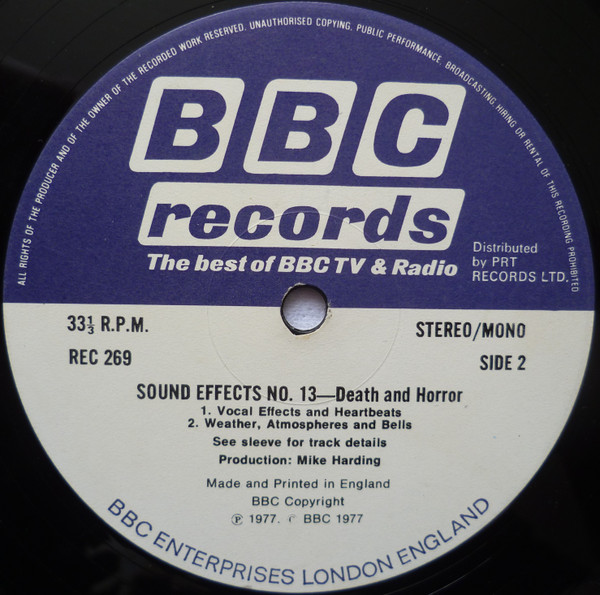 ALL RIGHTS OF THE PRODUCER AND OF THE OWNER OF THE RECORDED WORK RESERVED. UNAUTHORISED COPYING, PUBLIC PERFORMANCE, BROADCASTING HIRING OR RENTAL OF THIS RECORDING PROHIBITED
BBC
records
The best of BBC TV & Radio
Distributed
by PRT
RECORDS LTD.
33⅓ R.P.M.
STEREO/MONO
REC 269
SIDE 2
SOUND EFFECTS NO. 13—Death and Horror
1. Vocal Effects and Heartbeats
2. Weather, Atmospheres and Bells
See sleeve for track details
Production: Mike Harding
Made and Printed in England
BBC Copyright
℗ 1977. © BBC 1977
BBC ENTERPRISES LONDON ENGLAND